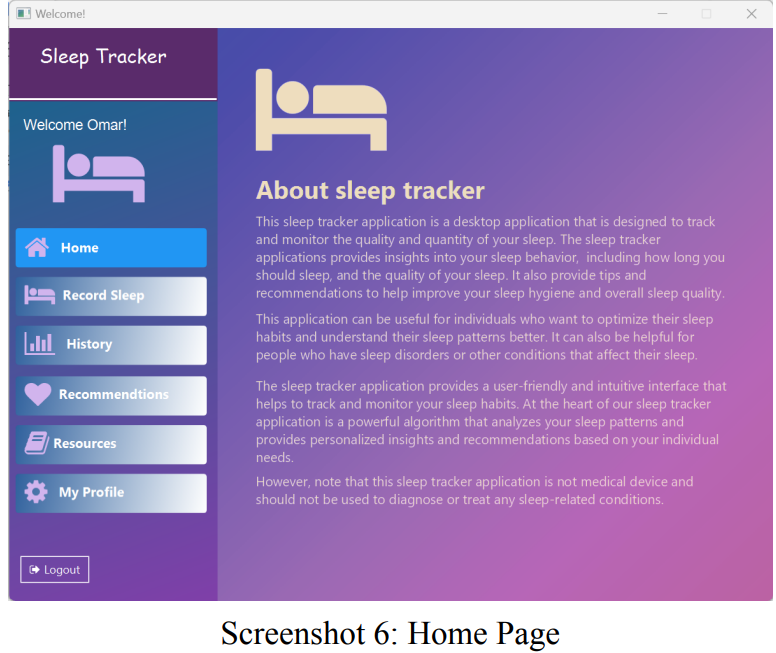 Welcome!
Sleep Tracker
Welcome Omar!
Home
Record Sleep
History
Recommendtions
Resources
My Profile
Logout
About sleep tracker
This sleep tracker application is a desktop application that is designed to track
and monitor the quality and quantity of your sleep. The sleep tracker
applications provides insights into your sleep behavior, including how long you
should sleep, and the quality of your sleep. It also provide tips and
recommendations to help improve your sleep hygiene and overall sleep quality.
This application can be useful for individuals who want to optimize their sleep
habits and understand their sleep patterns better. It can also be helpful for
people who have sleep disorders or other conditions that affect their sleep.
The sleep tracker application provides a user-friendly and intuitive interface that
helps to track and monitor your sleep habits. At the heart of our sleep tracker
application is a powerful algorithm that analyzes your sleep patterns and
provides personalized insights and recommendations based on your individual
needs.
However, note that this sleep tracker application is not medical device and
should not be used to diagnose or treat any sleep-related conditions.
Screenshot 6: Home Page